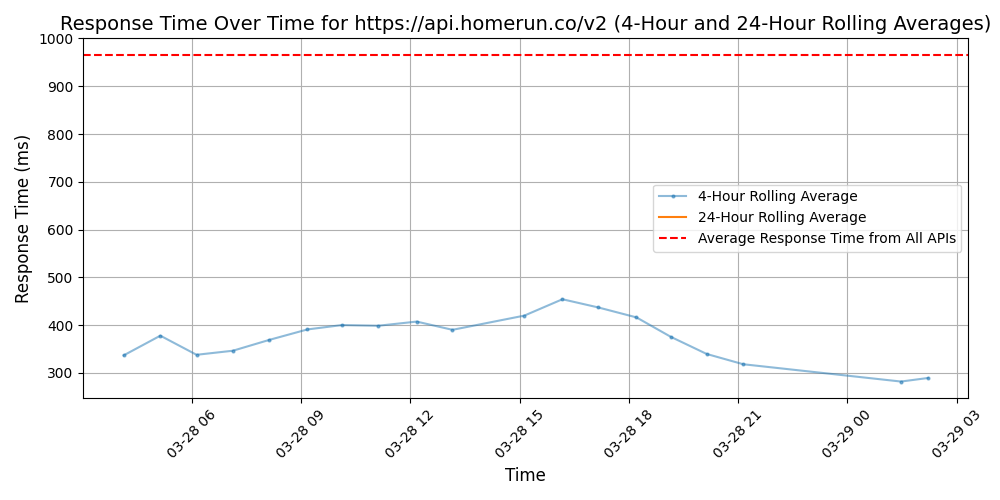 Response Time Over Time for https://api.homerun.co/v2 (4-Hour and 24-Hour Rolling Averages)
Response Time (ms)
1000
900
800
700
600
500
400
300
4-Hour Rolling Average
24-Hour Rolling Average
Average Response Time from All APIs
03-28 06
03-28 09
03-28 12
03-28 15
03-28 18
03-28 21
03-29 00
03-29 03
Time